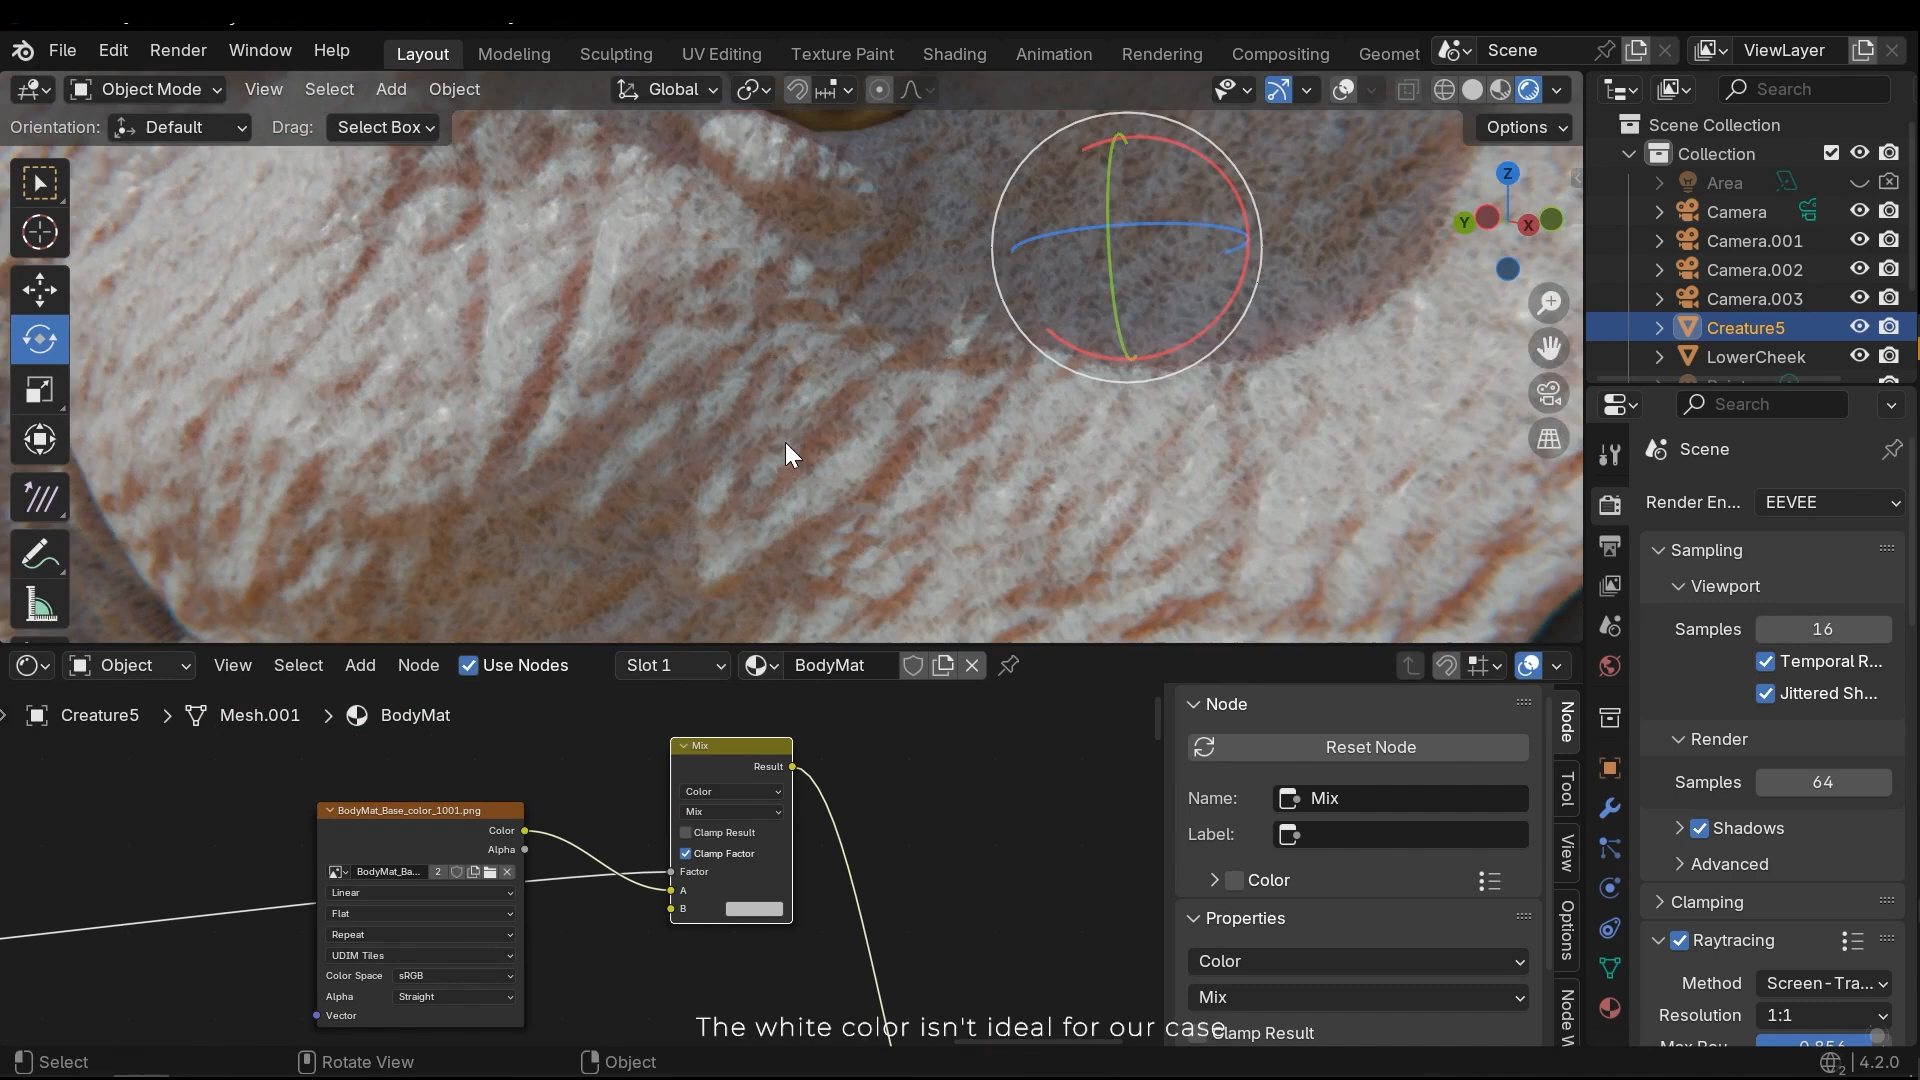 File Edit Render Window Help Layout Modeling Sculpting UV Editing Texture Paint Shading Animation Rendering Compositing Geomet Scene ViewLayer
Object Mode View Select Add Object Global Search
Orientation: Default Drag: Select Box Options
Scene Collection
Collection
Area
Camera
Camera.001
Camera.002
Camera.003
Creature5
LowerCheek
Z
Y
X
Search
Scene
Render En... EEVEE
Sampling
Viewport
Samples 16
Temporal R...
Jittered Sh...
Render
Samples 64
Shadows
Advanced
Clamping
Raytracing
Method Screen-Tra...
Resolution 1:1
0.856
Object View Select Add Node Use Nodes Slot 1 BodyMat
Creature5 > Mesh.001 > BodyMat
BodyMat_Base_color_1001.png
Color
Alpha
BodyMat_Ba... 2
Linear
Flat
Repeat
UDIM Tiles
Color Space sRGB
Alpha Straight
Vector
Mix
Result
Color
Mix
Clamp Result
Clamp Factor
Factor
A
B
Node
Reset Node
Name: Mix
Label:
Color
Properties
Color
Mix
Clamp Result
Node
Tool
View
Options
Node W
The white color isn't ideal for our case
Select Rotate View Object 2 4.2.0